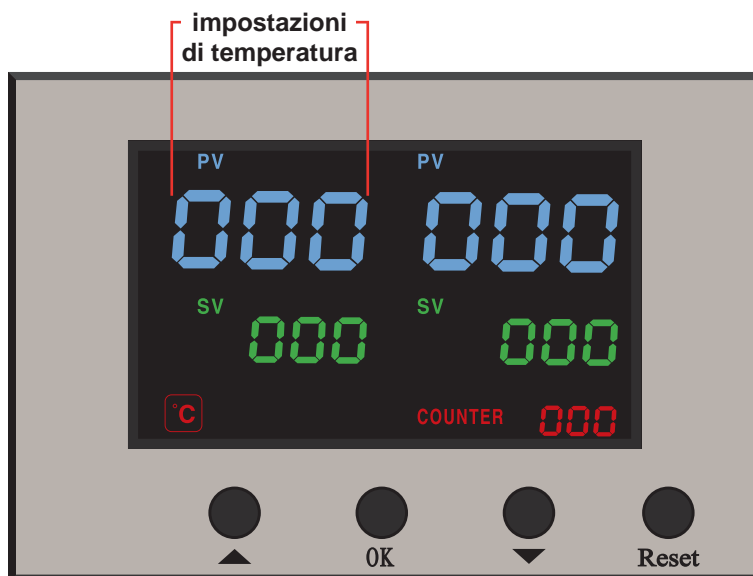 impostazioni
di temperatura
PV PV
000 000
SV SV
000 000
°C COUNTER 000
OK Reset